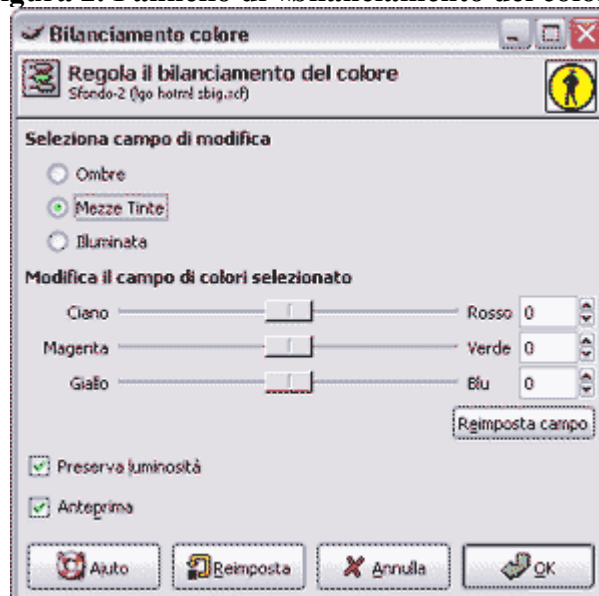 Bilanciamento colore
Regola il bilanciamento del colore
Sfondo-2
Seleziona campo di modifica
Ombre
Mezze Tinte
Illuminata
Modifica il campo di colori selezionato
Ciano Rosso 0
Magenta Verde 0
Giallo Blu 0
Reimposta campo
Preserva luminosità
Anteprima
Aiuto Reimposta Annulla OK